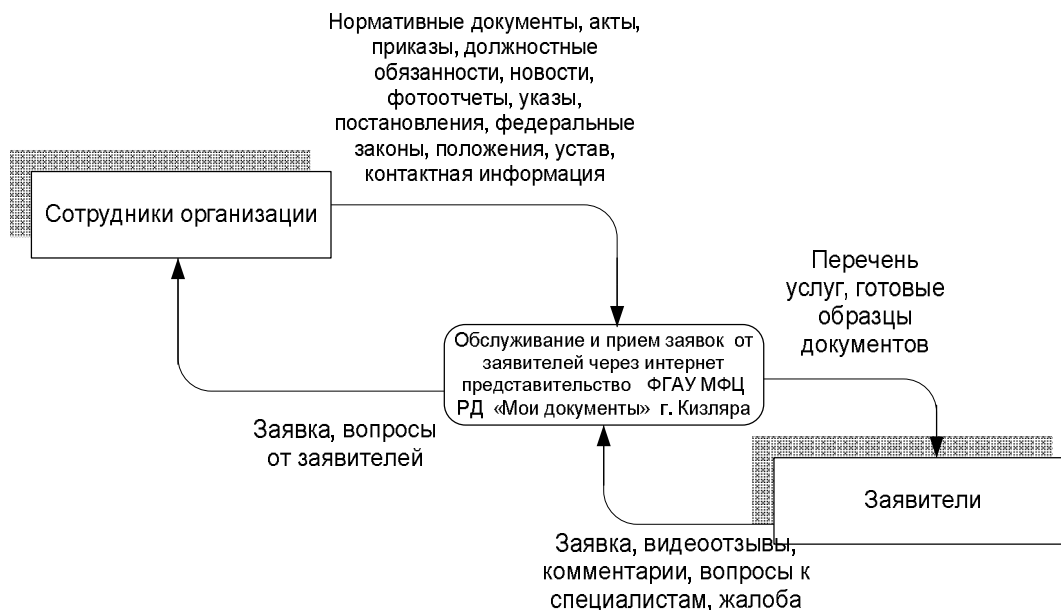 Нормативные документы, акты,
приказы, должностные
обязанности, новости,
фотоотчеты, указы,
постановления, федеральные
законы, положения, устав,
контактная информация
Сотрудники организации
Перечень
услуг, готовые
образцы
документов
Обслуживание и прием заявок от
заявителей через интернет
представительство ФГАУ МФЦ
РД «Мои документы» г. Кизляра
Заявка, вопросы
от заявителей
Заявители
Заявка, видеоотзывы,
комментарии, вопросы к
специалистам, жалоба